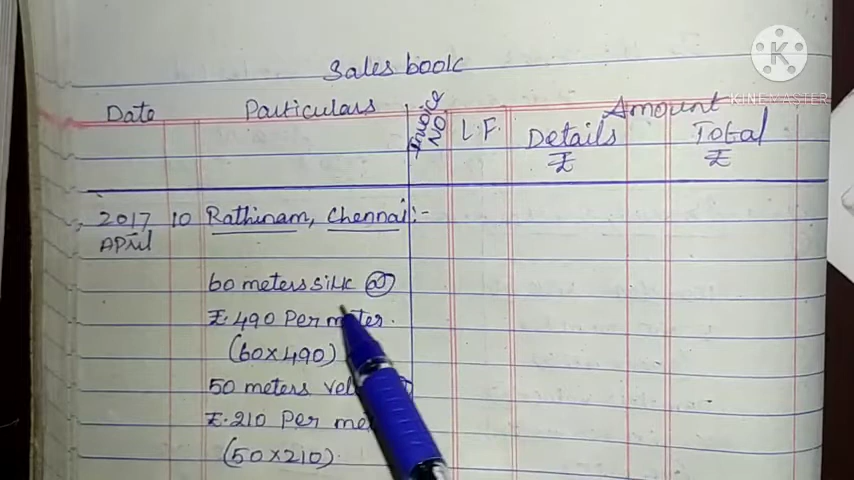 Sales book
KINEMASTER
Date Particulars Invoice No L.F. Amount
Details ₹ Total ₹
2017 10 Rathinam, Chennai:-
April
60 meters silk @
₹.490 Per meter.
(60x490)
50 meters
₹.210 Per
(50x210).